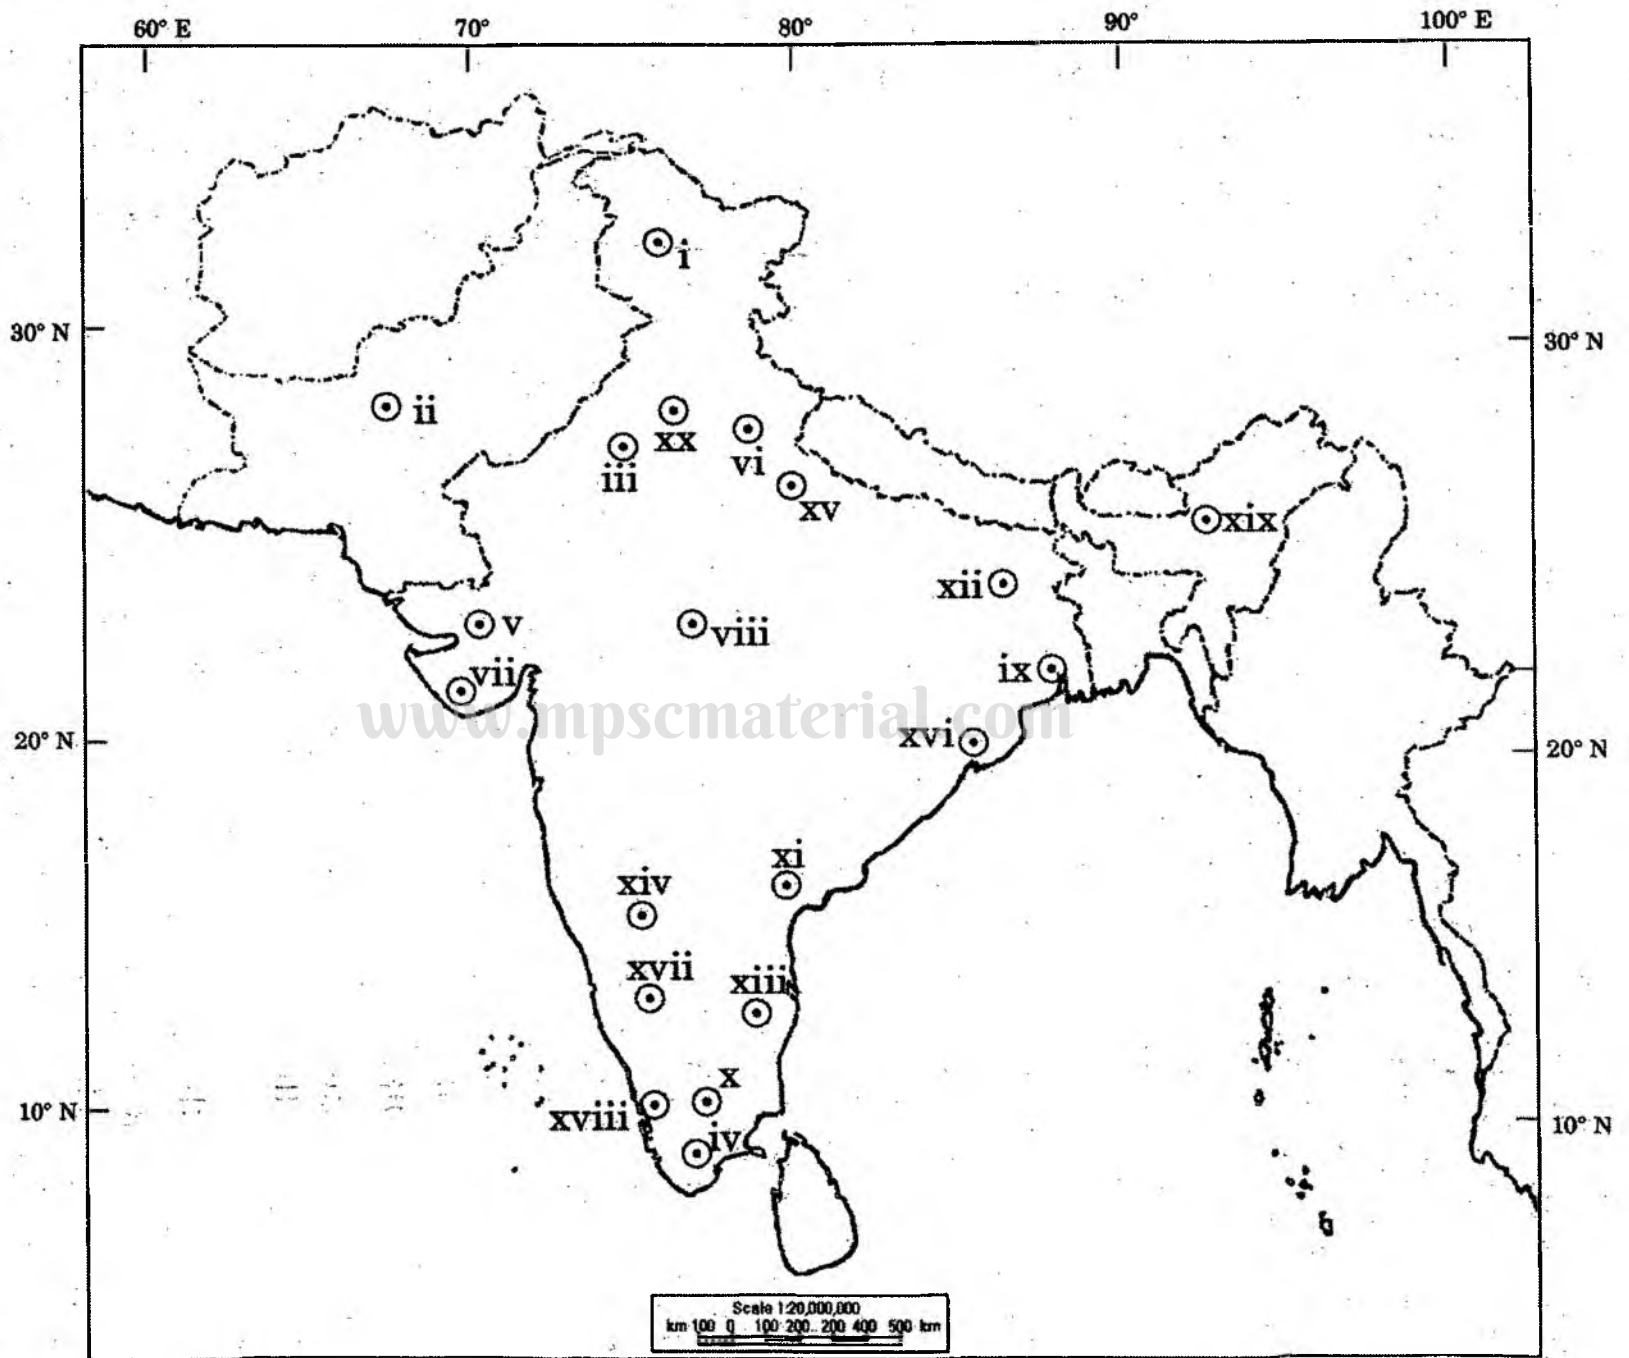 60° E 70° 80° 90° 100° E
i
30° N 30° N
ii
xx
vi
iii
xv
xix
xii
v viii
ix
vii
www.mpscmaterial.com
xvi
20° N 20° N
xi
xiv
xvii
xiii
x
10° N xviii 10° N
iv
Scale 1:20,000,000
km 100 0 100 200 200 400 500 km